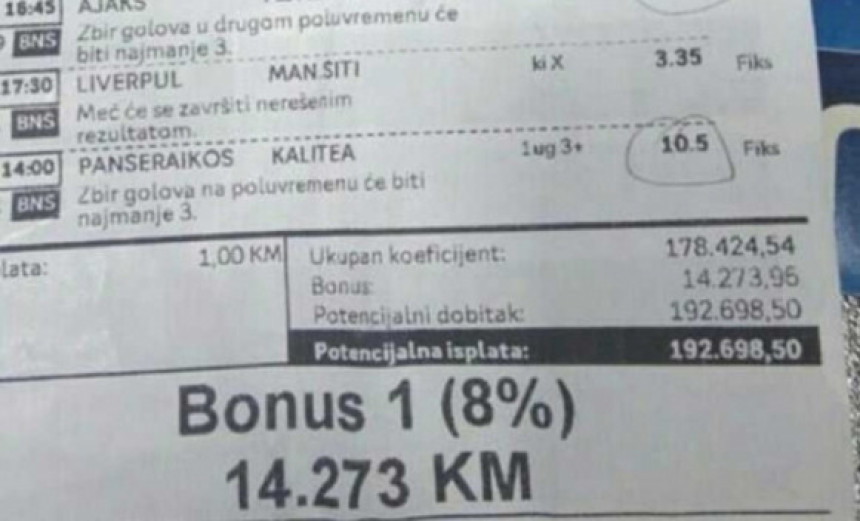 16:45 AJAKS
BNS Zbir golova u drugom poluvremenu će
biti najmanje 3.
17:30 LIVERPUL MAN.SITI ki X 3.35 Fiks
BNS Meč će se završiti nerešenim
rezultatom.
14:00 PANSERAIKOS KALITEA 1ug 3+ 10.5 Fiks
BNS Zbir golova na poluvremenu će biti
najmanje 3.
lata: 1,00 KM Ukupan koeficijent: 178.424,54
Bonus: 14.273,96
Potencijalni dobitak: 192.698,50
Potencijalna isplata: 192.698,50
Bonus 1 (8%)
14.273 KM